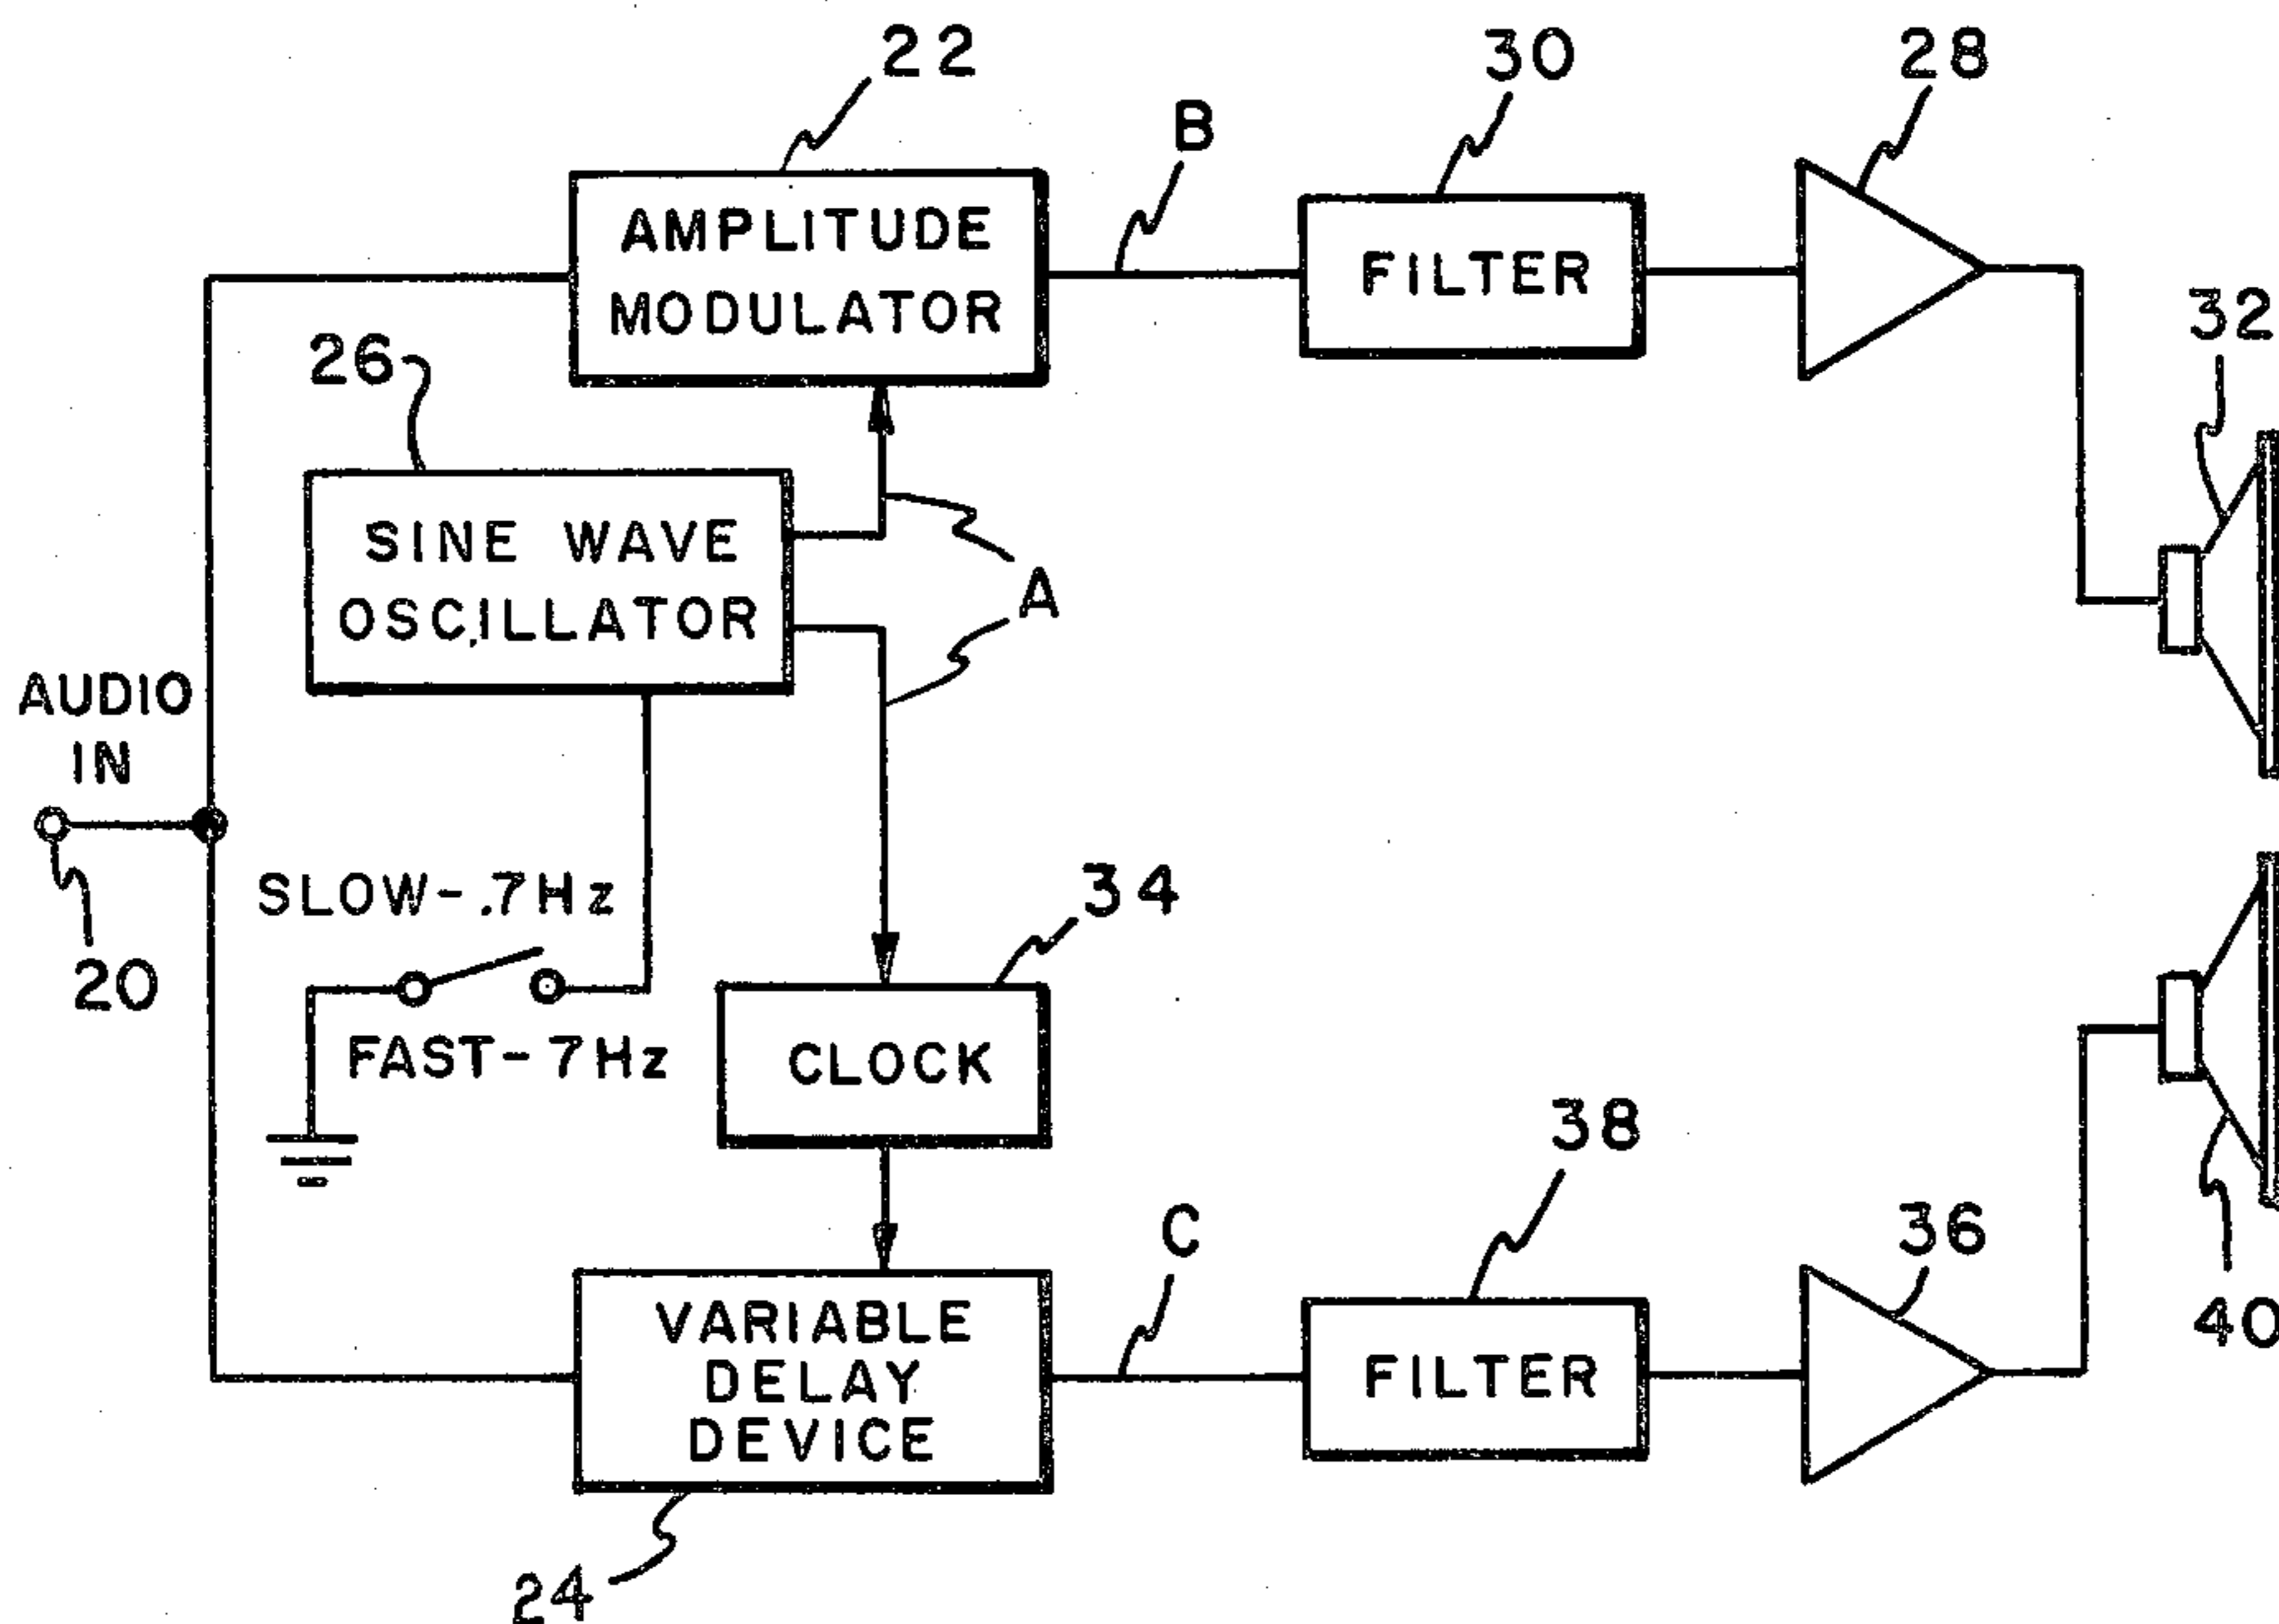 22
30
28
B
AMPLITUDE
MODULATOR
FILTER
32
26
SINE WAVE
OSCILLATOR
A
AUDIO
IN
20
SLOW-.7Hz
FAST-7Hz
34
CLOCK
38
C
36
VARIABLE
DELAY
DEVICE
FILTER
40
24